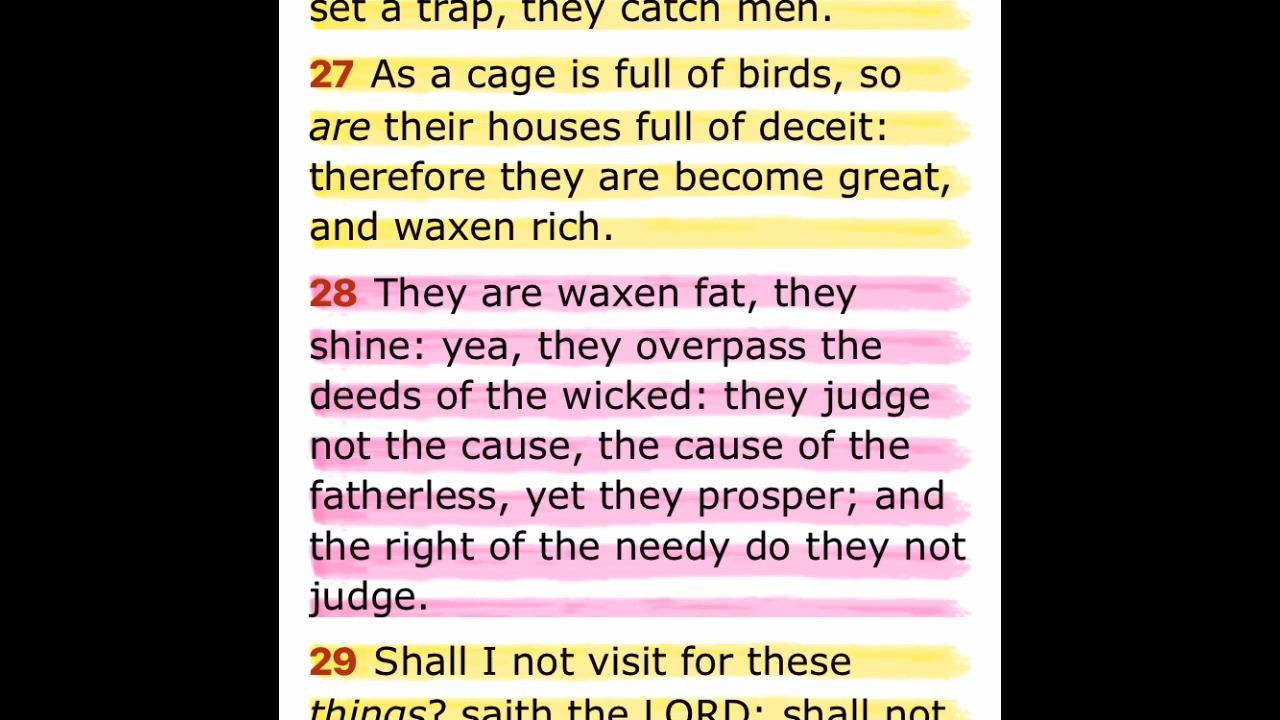 set a trap, they catch men.
27 As a cage is full of birds, so
are their houses full of deceit:
therefore they are become great,
and waxen rich.
28 They are waxen fat, they
shine: yea, they overpass the
deeds of the wicked: they judge
not the cause, the cause of the
fatherless, yet they prosper; and
the right of the needy do they not
judge.
29 Shall I not visit for these
things? saith the LORD: shall not